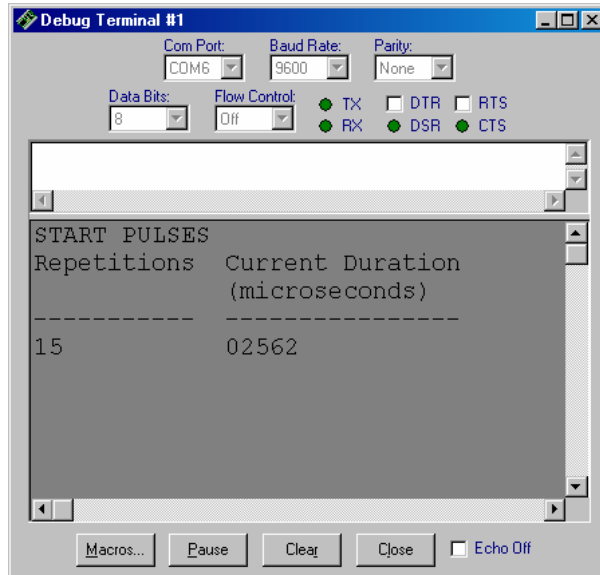 Debug Terminal #1
Com Port: Baud Rate: Parity:
COM6 9600 None
Data Bits: Flow Control: TX DTR RTS
8 Off RX DSR CTS
START PULSES
Repetitions Current Duration
(microseconds)
----------- ----------------
15 02562
Macros... Pause Clear Close Echo Off